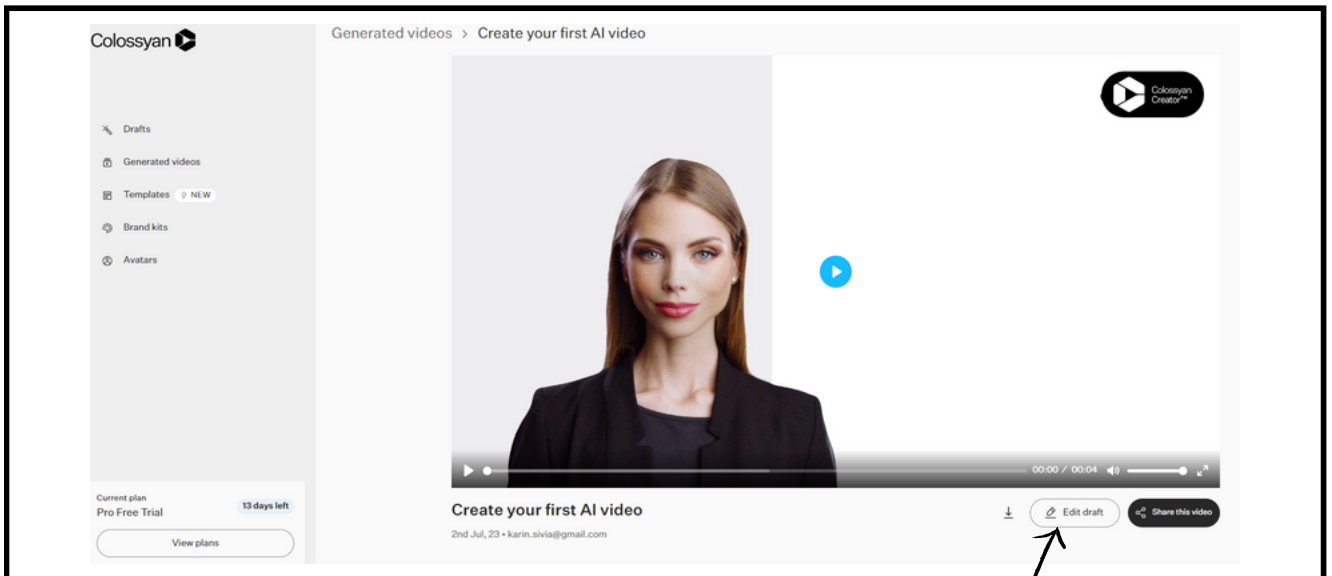 Colossyan
Generated videos > Create your first AI video
Colossyan
Creator™
Drafts
Generated videos
Templates NEW
Brand kits
Avatars
00:00 / 00:04
Current plan
Pro Free Trial
13 days left
View plans
Create your first AI video
2nd Jul, 23 • karin.sivia@gmail.com
Edit draft
Share this video